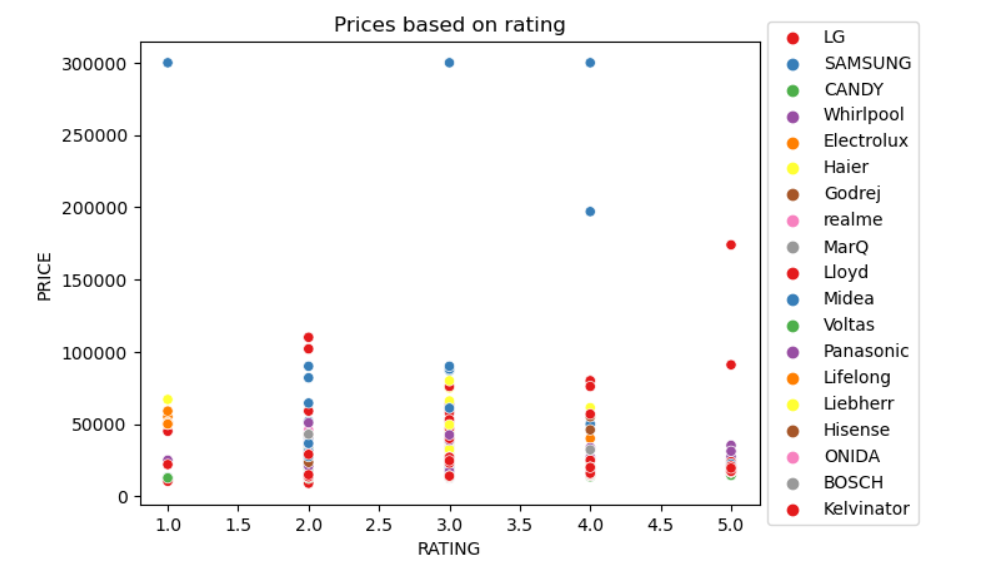 Prices based on rating
300000
250000
200000
150000
100000
50000
0
PRICE
1.0 1.5 2.0 2.5 3.0 3.5 4.0 4.5 5.0
RATING
LG
SAMSUNG
CANDY
Whirlpool
Electrolux
Haier
Godrej
realme
MarQ
Lloyd
Midea
Voltas
Panasonic
Lifelong
Liebherr
Hisense
ONIDA
BOSCH
Kelvinator